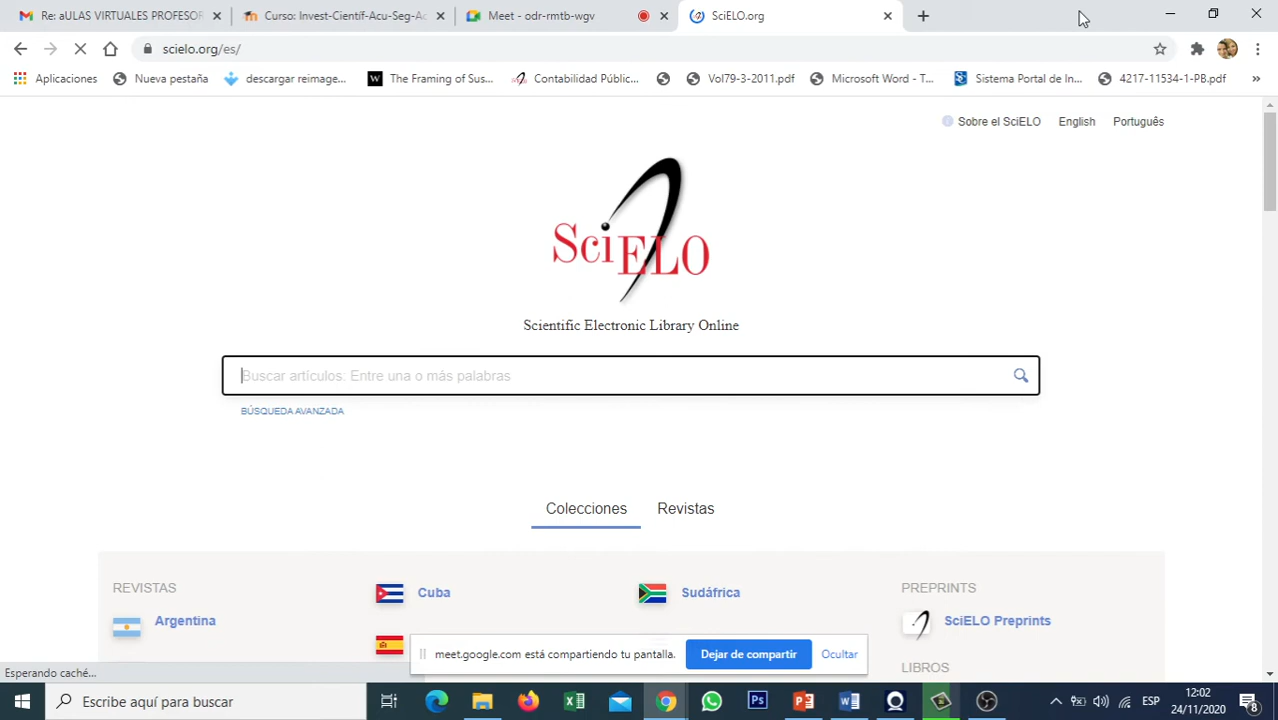 Re: AULAS VIRTUALES PROFESOR
Curso: Invest-Científ-Acu-Seg-Ac
Meet - odr-rmtb-wgv
SciELO.org
scielo.org/es/
Aplicaciones
Nueva pestaña
descargar reimage...
The Framing of Sus...
Contabilidad Públic...
Vol79-3-2011.pdf
Microsoft Word - T...
Sistema Portal de In...
4217-11534-1-PB.pdf
»
Sobre el SciELO
English
Português
SciELO
Scientific Electronic Library Online
Buscar artículos: Entre una o más palabras
BÚSQUEDA AVANZADA
Colecciones
Revistas
REVISTAS
Argentina
Cuba
Sudáfrica
PREPRINTS
SciELO Preprints
LIBROS
meet.google.com está compartiendo tu pantalla.
Dejar de compartir
Ocultar
Esperando caché...
Escribe aquí para buscar
ESP
12:02
24/11/2020
8